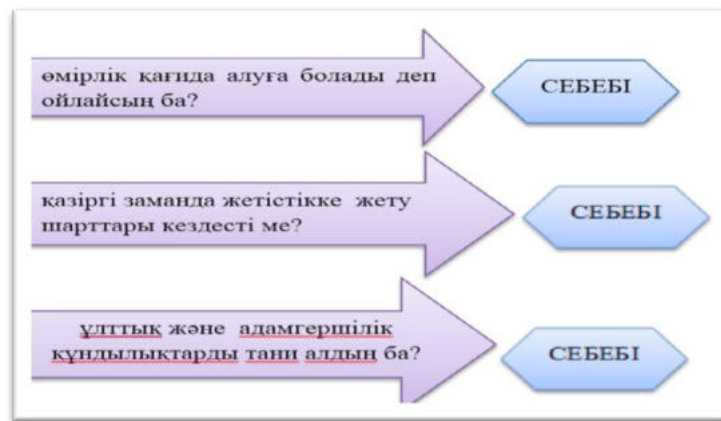 өмірлік қағида алуға болады деп
ойлайсың ба?
СЕБЕБІ
қазіргі заманда жетістікке жету
шарттары кездесті ме?
СЕБЕБІ
ұлттық және адамгершілік
құндылықтарды тани алдың ба?
СЕБЕБІ